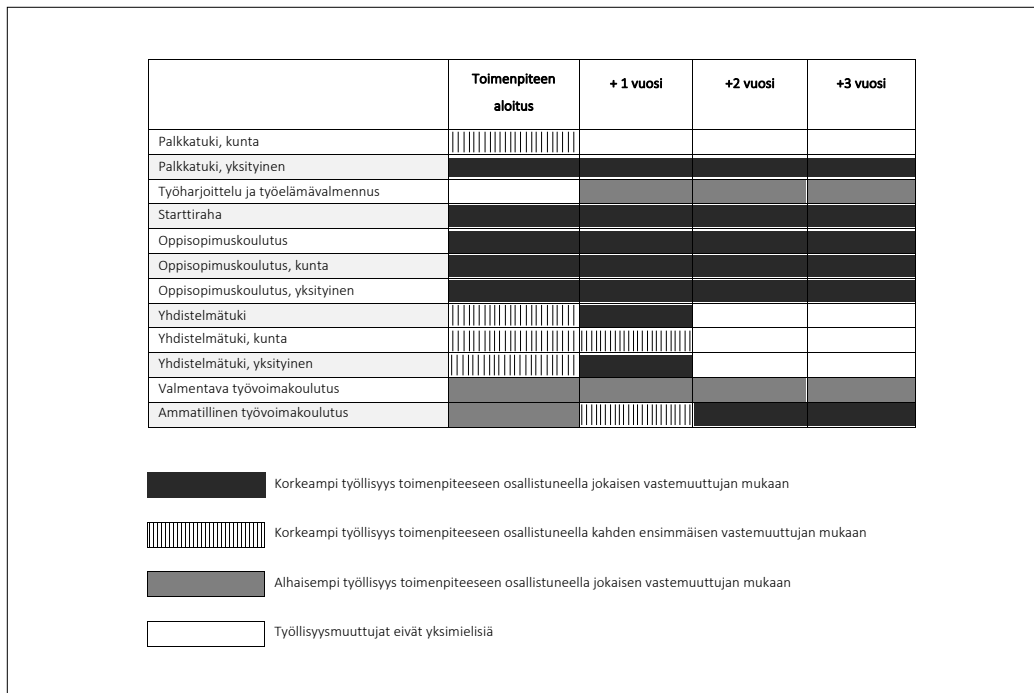 Toimenpiteen aloitus + 1 vuosi +2 vuosi +3 vuosi
Palkkatuki, kunta
Palkkatuki, yksityinen
Työharjoittelu ja työelämävalmennus
Starttiraha
Oppisopimuskoulutus
Oppisopimuskoulutus, kunta
Oppisopimuskoulutus, yksityinen
Yhdistelmätuki
Yhdistelmätuki, kunta
Yhdistelmätuki, yksityinen
Valmentava työvoimakoulutus
Ammatillinen työvoimakoulutus
Korkeampi työllisyys toimenpiteeseen osallistuneella jokaisen vastemuuttujan mukaan
Korkeampi työllisyys toimenpiteeseen osallistuneella kahden ensimmäisen vastemuuttujan mukaan
Alhaisempi työllisyys toimenpiteeseen osallistuneella jokaisen vastemuuttujan mukaan
Työllisyysmuuttujat eivät yksimielisiä